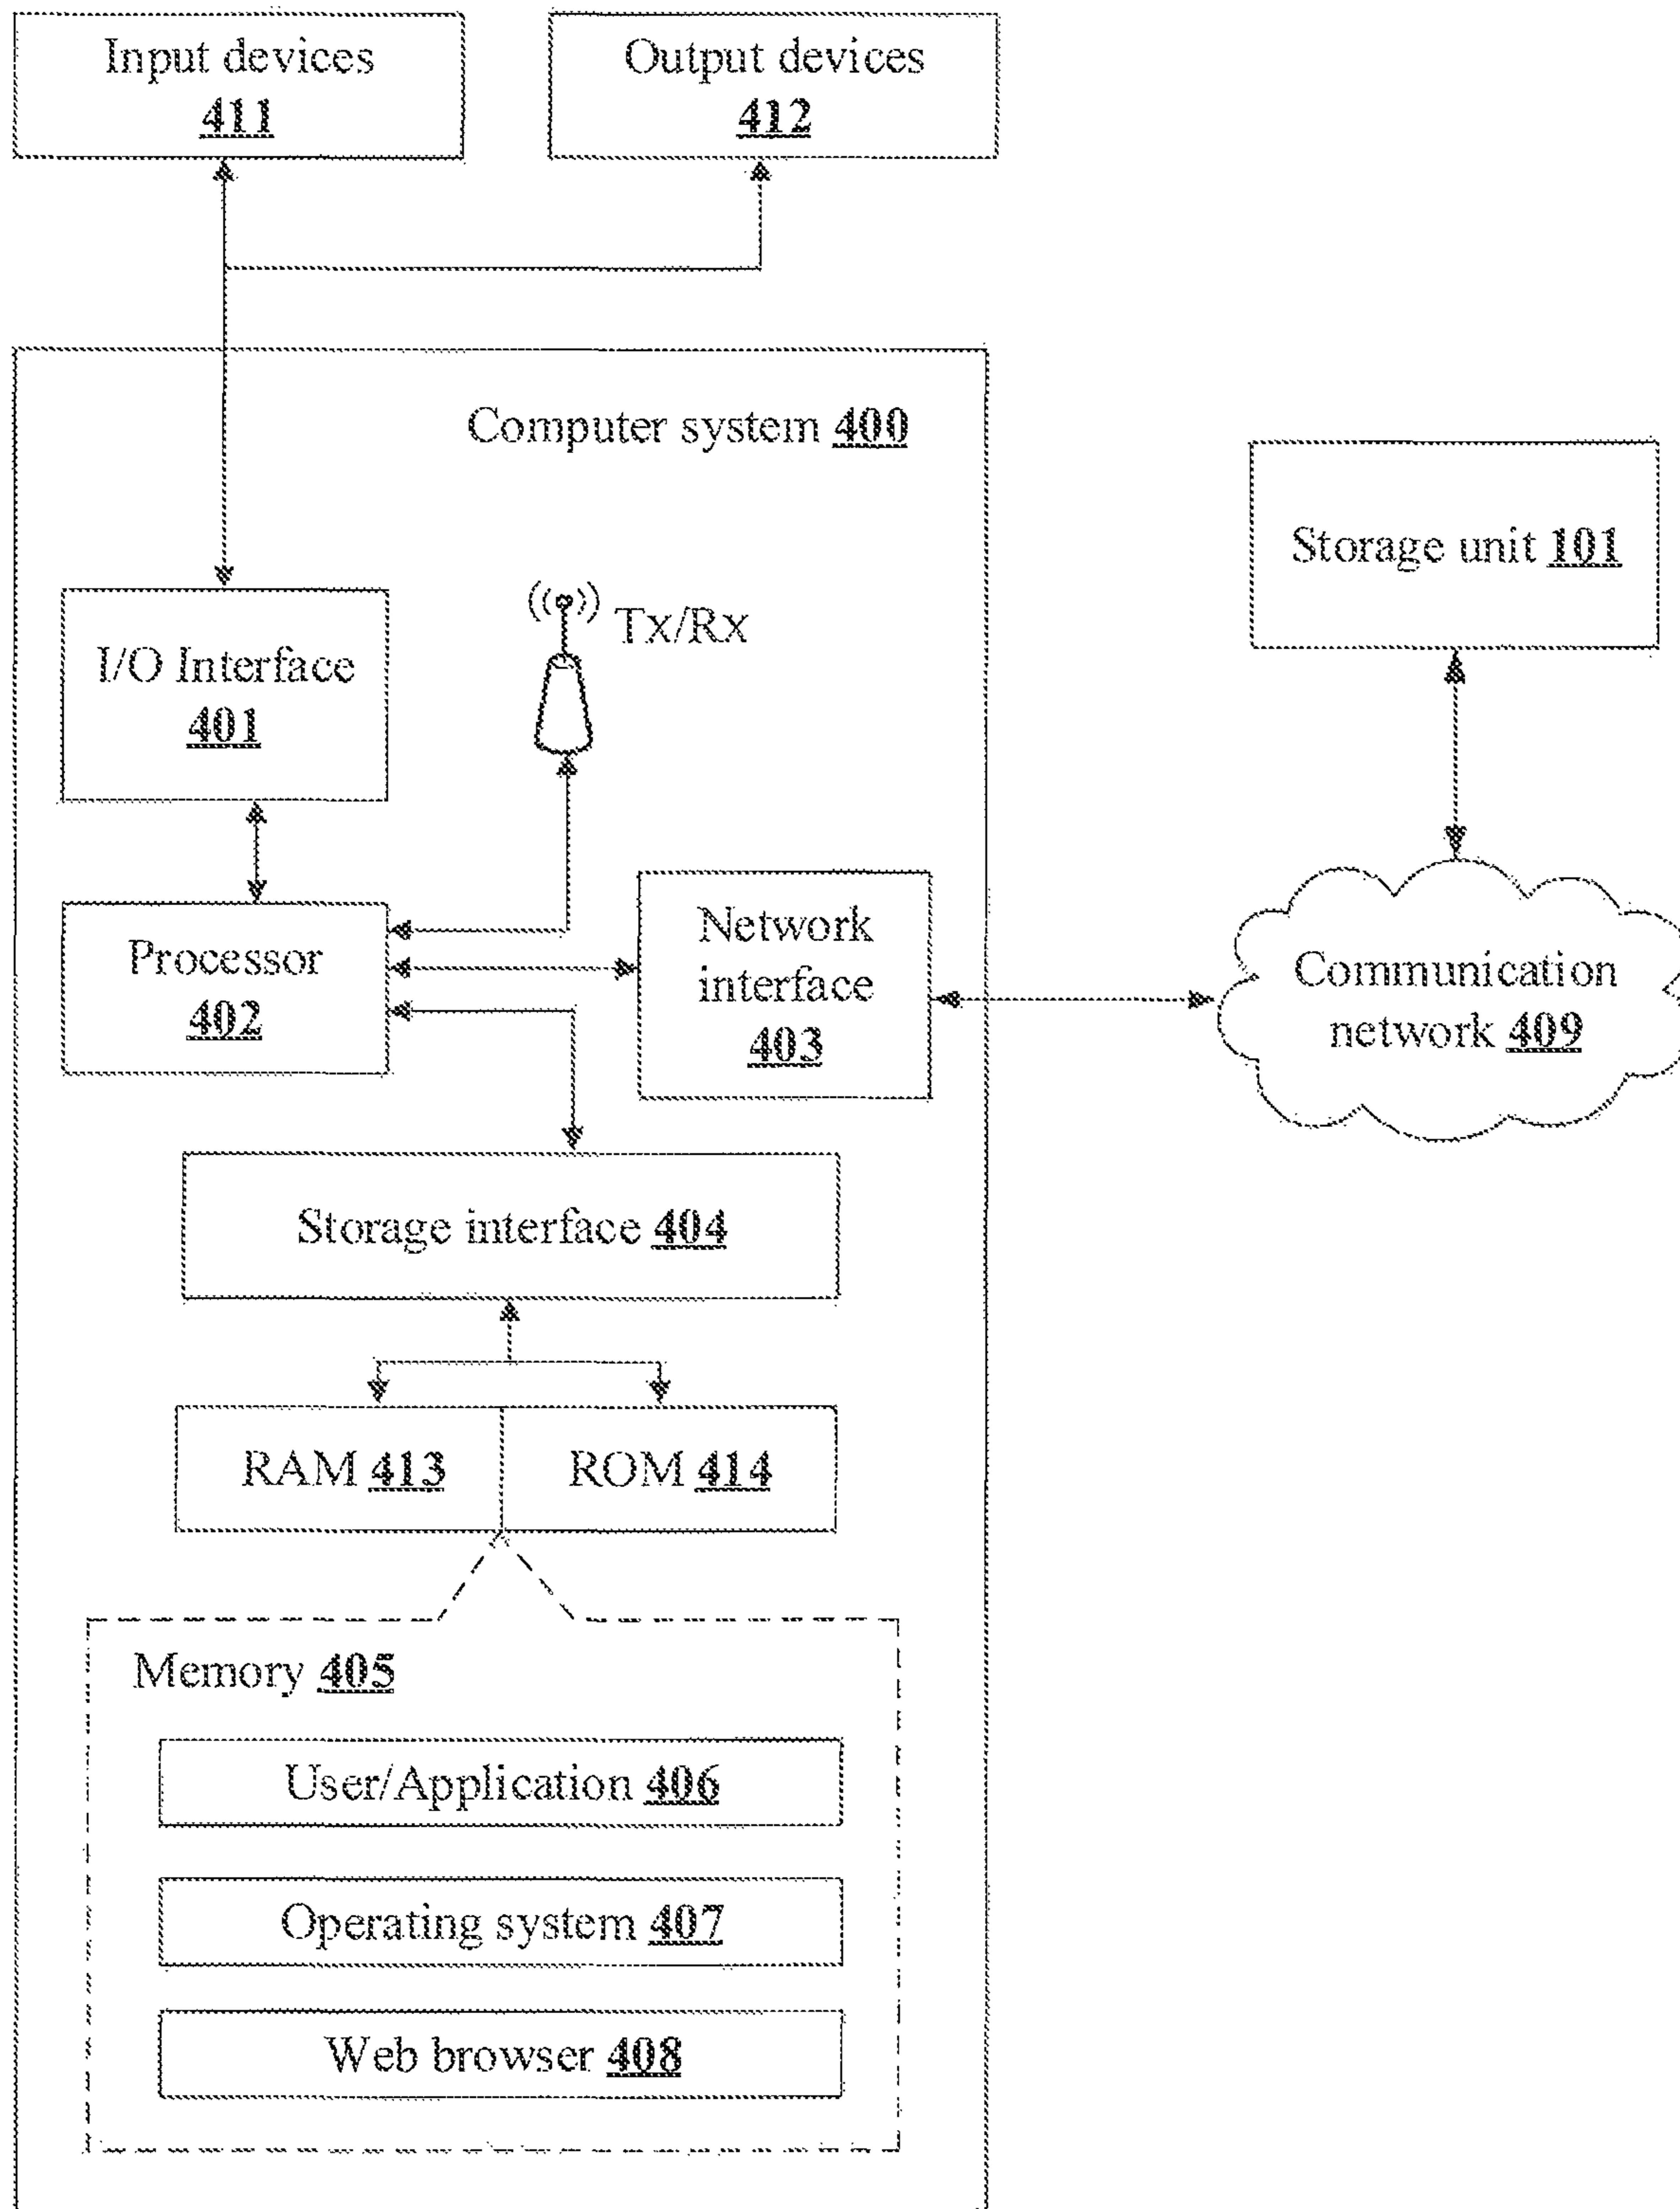 Input devices
411
Output devices
412
Computer system 400
Storage unit 101
I/O Interface
401
Tx/Rx
Processor
402
Network
interface
403
Communication
network 409
Storage interface 404
RAM 413
ROM 414
Memory 405
User/Application 406
Operating system 407
Web browser 408